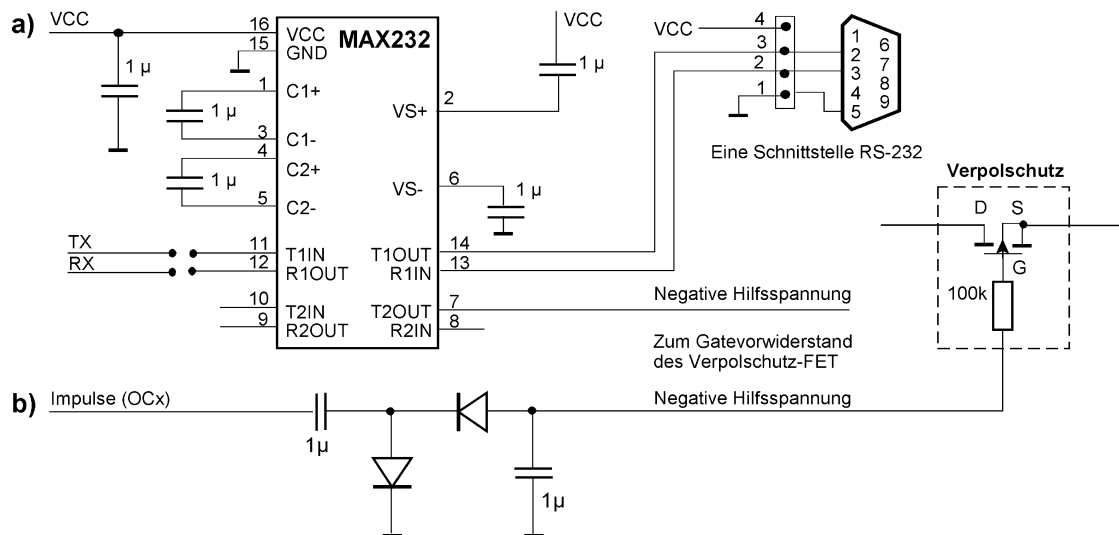 a)
VCC
16
VCC
MAX232
15
GND
1 µ
1
C1+
1 µ
3
C1-
4
C2+
1 µ
5
C2-
TX
11
T1IN
RX
12
R1OUT
10
T2IN
9
R2OUT
VCC
1 µ
2
VS+
6
VS-
1 µ
14
T1OUT
13
R1IN
7
T2OUT
8
R2IN
VCC
4
3
2
1
1
2
3
4
5
6
7
8
9
Eine Schnittstelle RS-232
Verpolschutz
D S
G
100k
Negative Hilfsspannung
Zum Gatevorwiderstand
des Verpolschutz-FET
b)
Impulse (OCx)
Negative Hilfsspannung
1µ
1µ